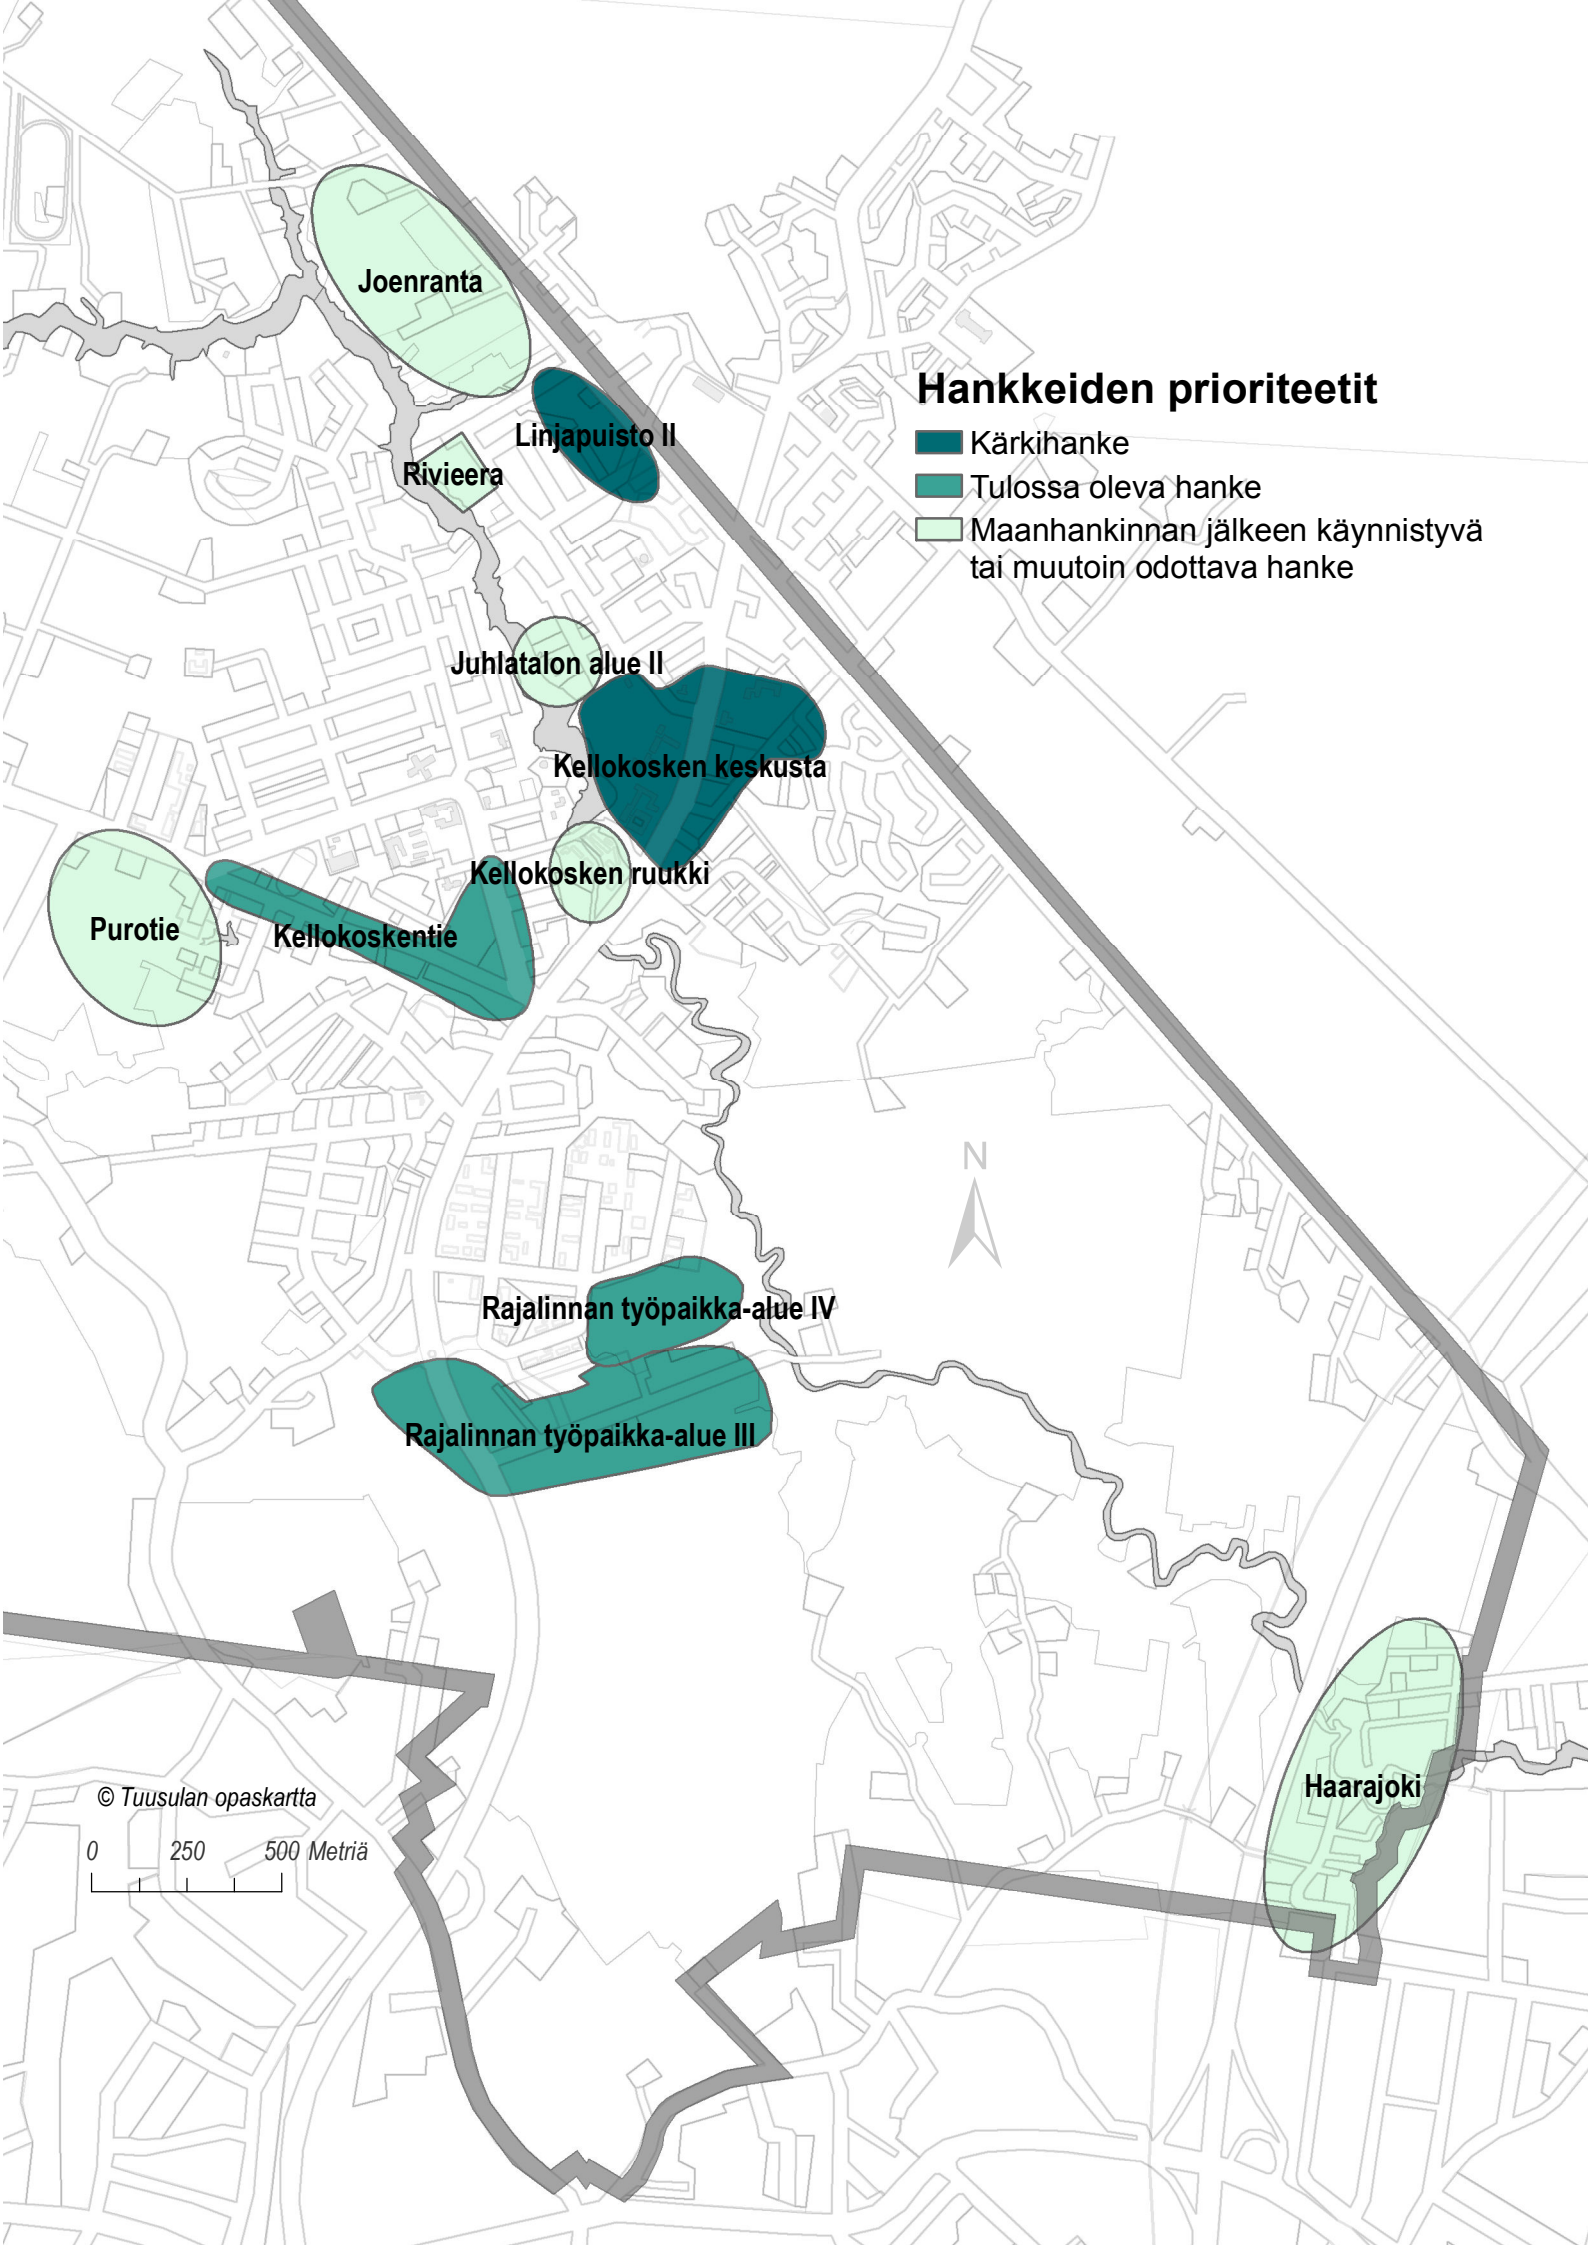 Joenranta
Hankkeiden prioriteetit
Kärkihanke
Tulossa oleva hanke
Maanhankinnan jälkeen käynnistyvä
tai muutoin odottava hanke
Linjapuisto II
Rivieera
Juhlatalon alue II
Kellokosken keskusta
Kellokosken ruukki
Purotie
Kellokoskentie
N
Rajalinnan työpaikka-alue IV
Rajalinnan työpaikka-alue III
Haarajoki
© Tuusulan opaskartta
0 250 500 Metriä